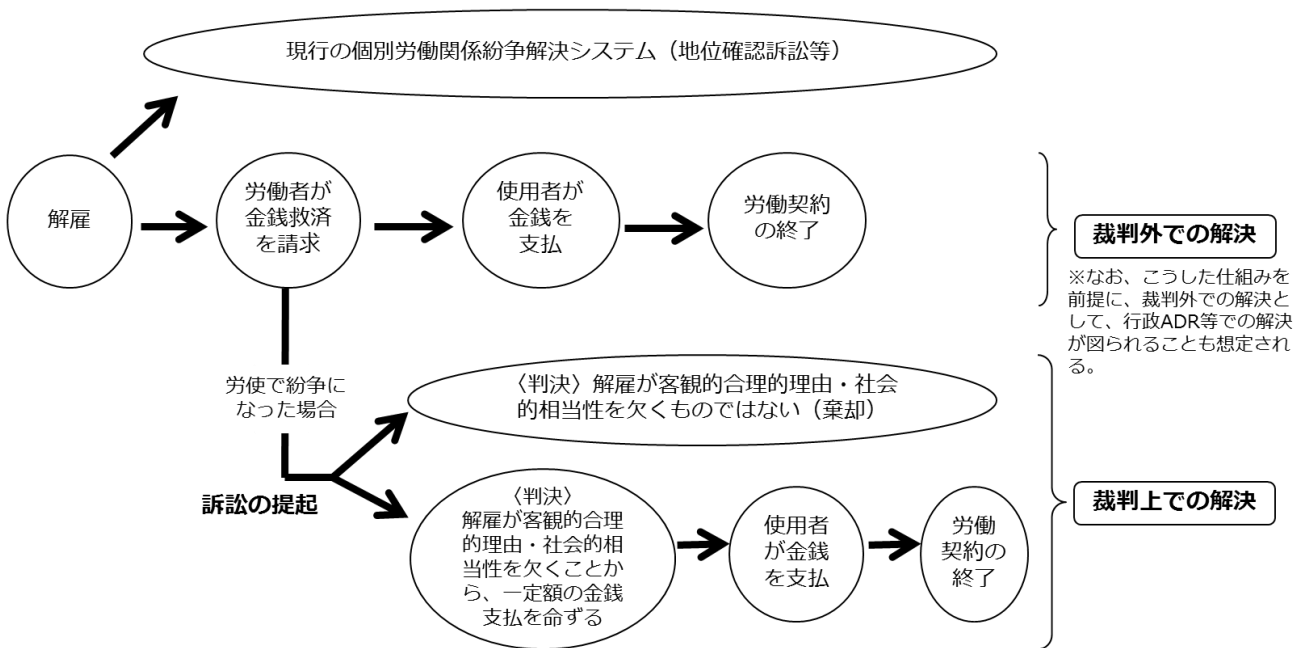 現行の個別労働関係紛争解決システム（地位確認訴訟等）
解雇
労働者が
金銭救済
を請求
使用者が
金銭を
支払
労働契約
の終了
裁判外での解決
※なお、こうした仕組みを
前提に、裁判外での解決と
して、行政ADR等での解決
が図られることも想定され
る。
労使で紛争に
なった場合
訴訟の提起
〈判決〉解雇が客観的合理的理由・社会
的相当性を欠くものではない（棄却）
〈判決〉
解雇が客観的合理
的理由・社会的相
当性を欠くことか
ら、一定額の金銭
支払を命ずる
使用者
が金銭
を支払
労働
契約の
終了
裁判上での解決